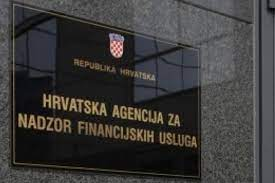 REPUBLIKA HRVATSKA
HRVATSKA AGENCIJA ZA
NADZOR FINANCIJSKIH USLUGA